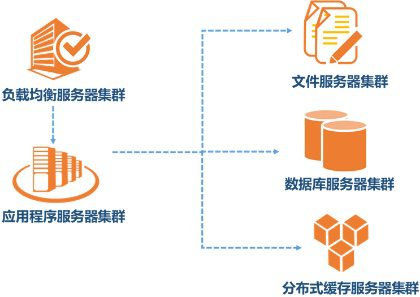 负载均衡服务器集群
文件服务器集群
数据库服务器集群
应用程序服务器集群
分布式缓存服务器集群